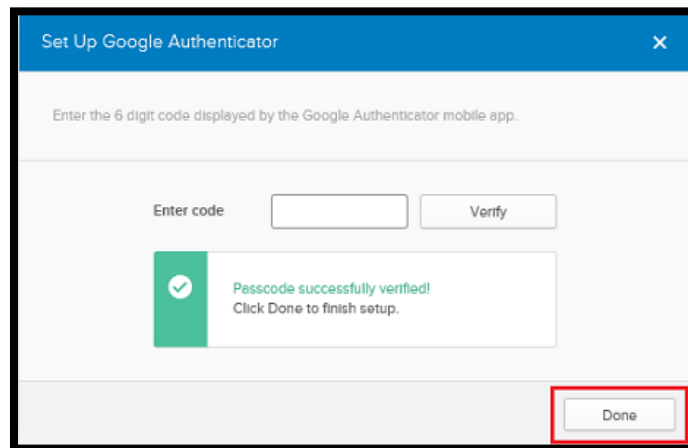 Set Up Google Authenticator
Enter the 6 digit code displayed by the Google Authenticator mobile app.
Enter code
Verify
Passcode successfully verified!
Click Done to finish setup.
Done